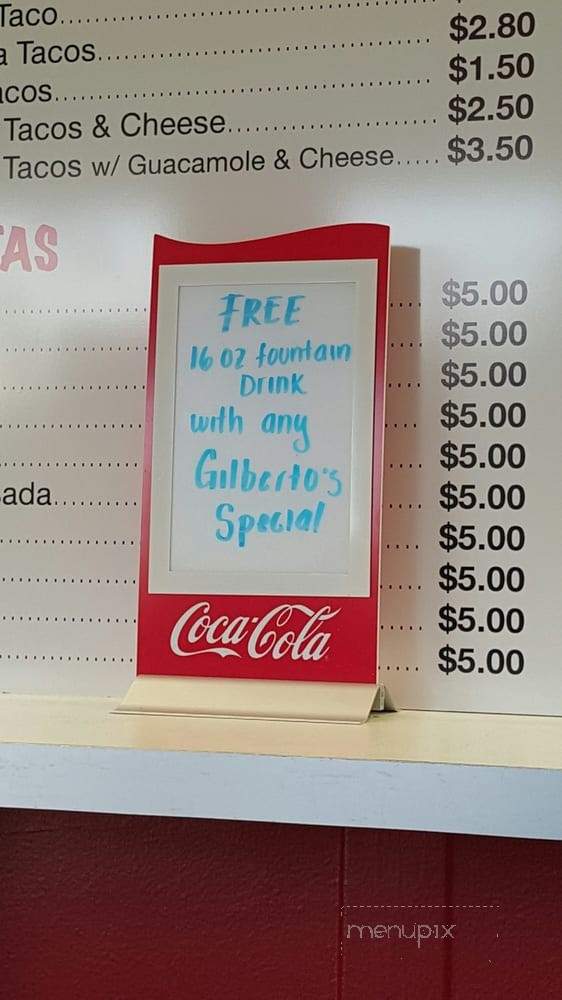 Taco..... $2.80
Tacos..... $1.50
..... $2.50
Tacos & Cheese..... $3.50
Tacos w/ Guacamole & Cheese.....
$5.00
$5.00
$5.00
$5.00
$5.00
$5.00
$5.00
$5.00
$5.00
$5.00
FREE
16 oz fountain
Drink
with any
Gilberto's
Special
Coca-Cola
menupix